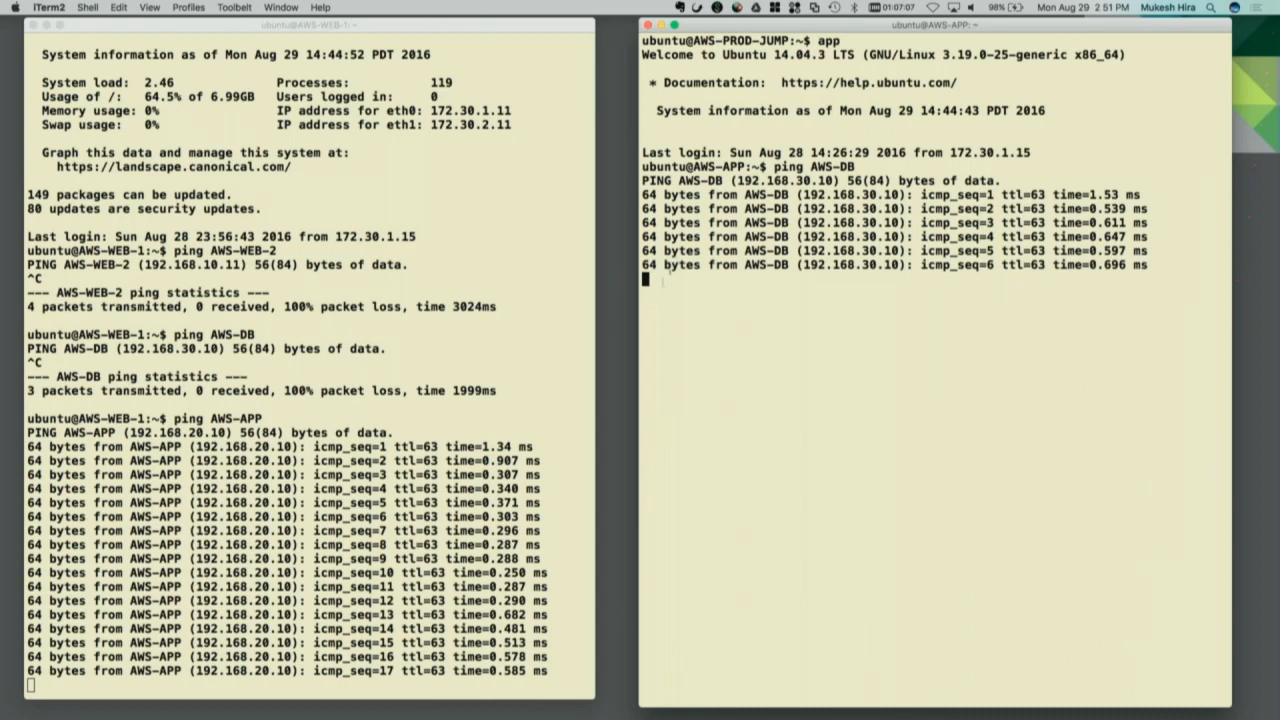 iTerm2 Shell Edit View Profiles Toolbelt Window Help
01:07:07 98% Mon Aug 29 2:51 PM Mukesh Hira
ubuntu@AWS-WEB-1: ~
System information as of Mon Aug 29 14:44:52 PDT 2016
System load: 2.46 Processes: 119
Usage of /: 64.5% of 6.99GB Users logged in: 0
Memory usage: 0% IP address for eth0: 172.30.1.11
Swap usage: 0% IP address for eth1: 172.30.2.11
Graph this data and manage this system at:
https://landscape.canonical.com/
149 packages can be updated.
80 updates are security updates.
Last login: Sun Aug 28 23:56:43 2016 from 172.30.1.15
ubuntu@AWS-WEB-1:~$ ping AWS-WEB-2
PING AWS-WEB-2 (192.168.10.11) 56(84) bytes of data.
^C
--- AWS-WEB-2 ping statistics ---
4 packets transmitted, 0 received, 100% packet loss, time 3024ms
ubuntu@AWS-WEB-1:~$ ping AWS-DB
PING AWS-DB (192.168.30.10) 56(84) bytes of data.
^C
--- AWS-DB ping statistics ---
3 packets transmitted, 0 received, 100% packet loss, time 1999ms
ubuntu@AWS-WEB-1:~$ ping AWS-APP
PING AWS-APP (192.168.20.10) 56(84) bytes of data.
64 bytes from AWS-APP (192.168.20.10): icmp_seq=1 ttl=63 time=1.34 ms
64 bytes from AWS-APP (192.168.20.10): icmp_seq=2 ttl=63 time=0.907 ms
64 bytes from AWS-APP (192.168.20.10): icmp_seq=3 ttl=63 time=0.307 ms
64 bytes from AWS-APP (192.168.20.10): icmp_seq=4 ttl=63 time=0.340 ms
64 bytes from AWS-APP (192.168.20.10): icmp_seq=5 ttl=63 time=0.371 ms
64 bytes from AWS-APP (192.168.20.10): icmp_seq=6 ttl=63 time=0.303 ms
64 bytes from AWS-APP (192.168.20.10): icmp_seq=7 ttl=63 time=0.296 ms
64 bytes from AWS-APP (192.168.20.10): icmp_seq=8 ttl=63 time=0.287 ms
64 bytes from AWS-APP (192.168.20.10): icmp_seq=9 ttl=63 time=0.288 ms
64 bytes from AWS-APP (192.168.20.10): icmp_seq=10 ttl=63 time=0.250 ms
64 bytes from AWS-APP (192.168.20.10): icmp_seq=11 ttl=63 time=0.287 ms
64 bytes from AWS-APP (192.168.20.10): icmp_seq=12 ttl=63 time=0.290 ms
64 bytes from AWS-APP (192.168.20.10): icmp_seq=13 ttl=63 time=0.682 ms
64 bytes from AWS-APP (192.168.20.10): icmp_seq=14 ttl=63 time=0.481 ms
64 bytes from AWS-APP (192.168.20.10): icmp_seq=15 ttl=63 time=0.513 ms
64 bytes from AWS-APP (192.168.20.10): icmp_seq=16 ttl=63 time=0.578 ms
64 bytes from AWS-APP (192.168.20.10): icmp_seq=17 ttl=63 time=0.585 ms
ubuntu@AWS-APP: ~
ubuntu@AWS-PROD-JUMP:~$ app
Welcome to Ubuntu 14.04.3 LTS (GNU/Linux 3.19.0-25-generic x86_64)
* Documentation: https://help.ubuntu.com/
System information as of Mon Aug 29 14:44:43 PDT 2016
Last login: Sun Aug 28 14:26:29 2016 from 172.30.1.15
ubuntu@AWS-APP:~$ ping AWS-DB
PING AWS-DB (192.168.30.10) 56(84) bytes of data.
64 bytes from AWS-DB (192.168.30.10): icmp_seq=1 ttl=63 time=1.53 ms
64 bytes from AWS-DB (192.168.30.10): icmp_seq=2 ttl=63 time=0.539 ms
64 bytes from AWS-DB (192.168.30.10): icmp_seq=3 ttl=63 time=0.611 ms
64 bytes from AWS-DB (192.168.30.10): icmp_seq=4 ttl=63 time=0.647 ms
64 bytes from AWS-DB (192.168.30.10): icmp_seq=5 ttl=63 time=0.597 ms
64 bytes from AWS-DB (192.168.30.10): icmp_seq=6 ttl=63 time=0.696 ms